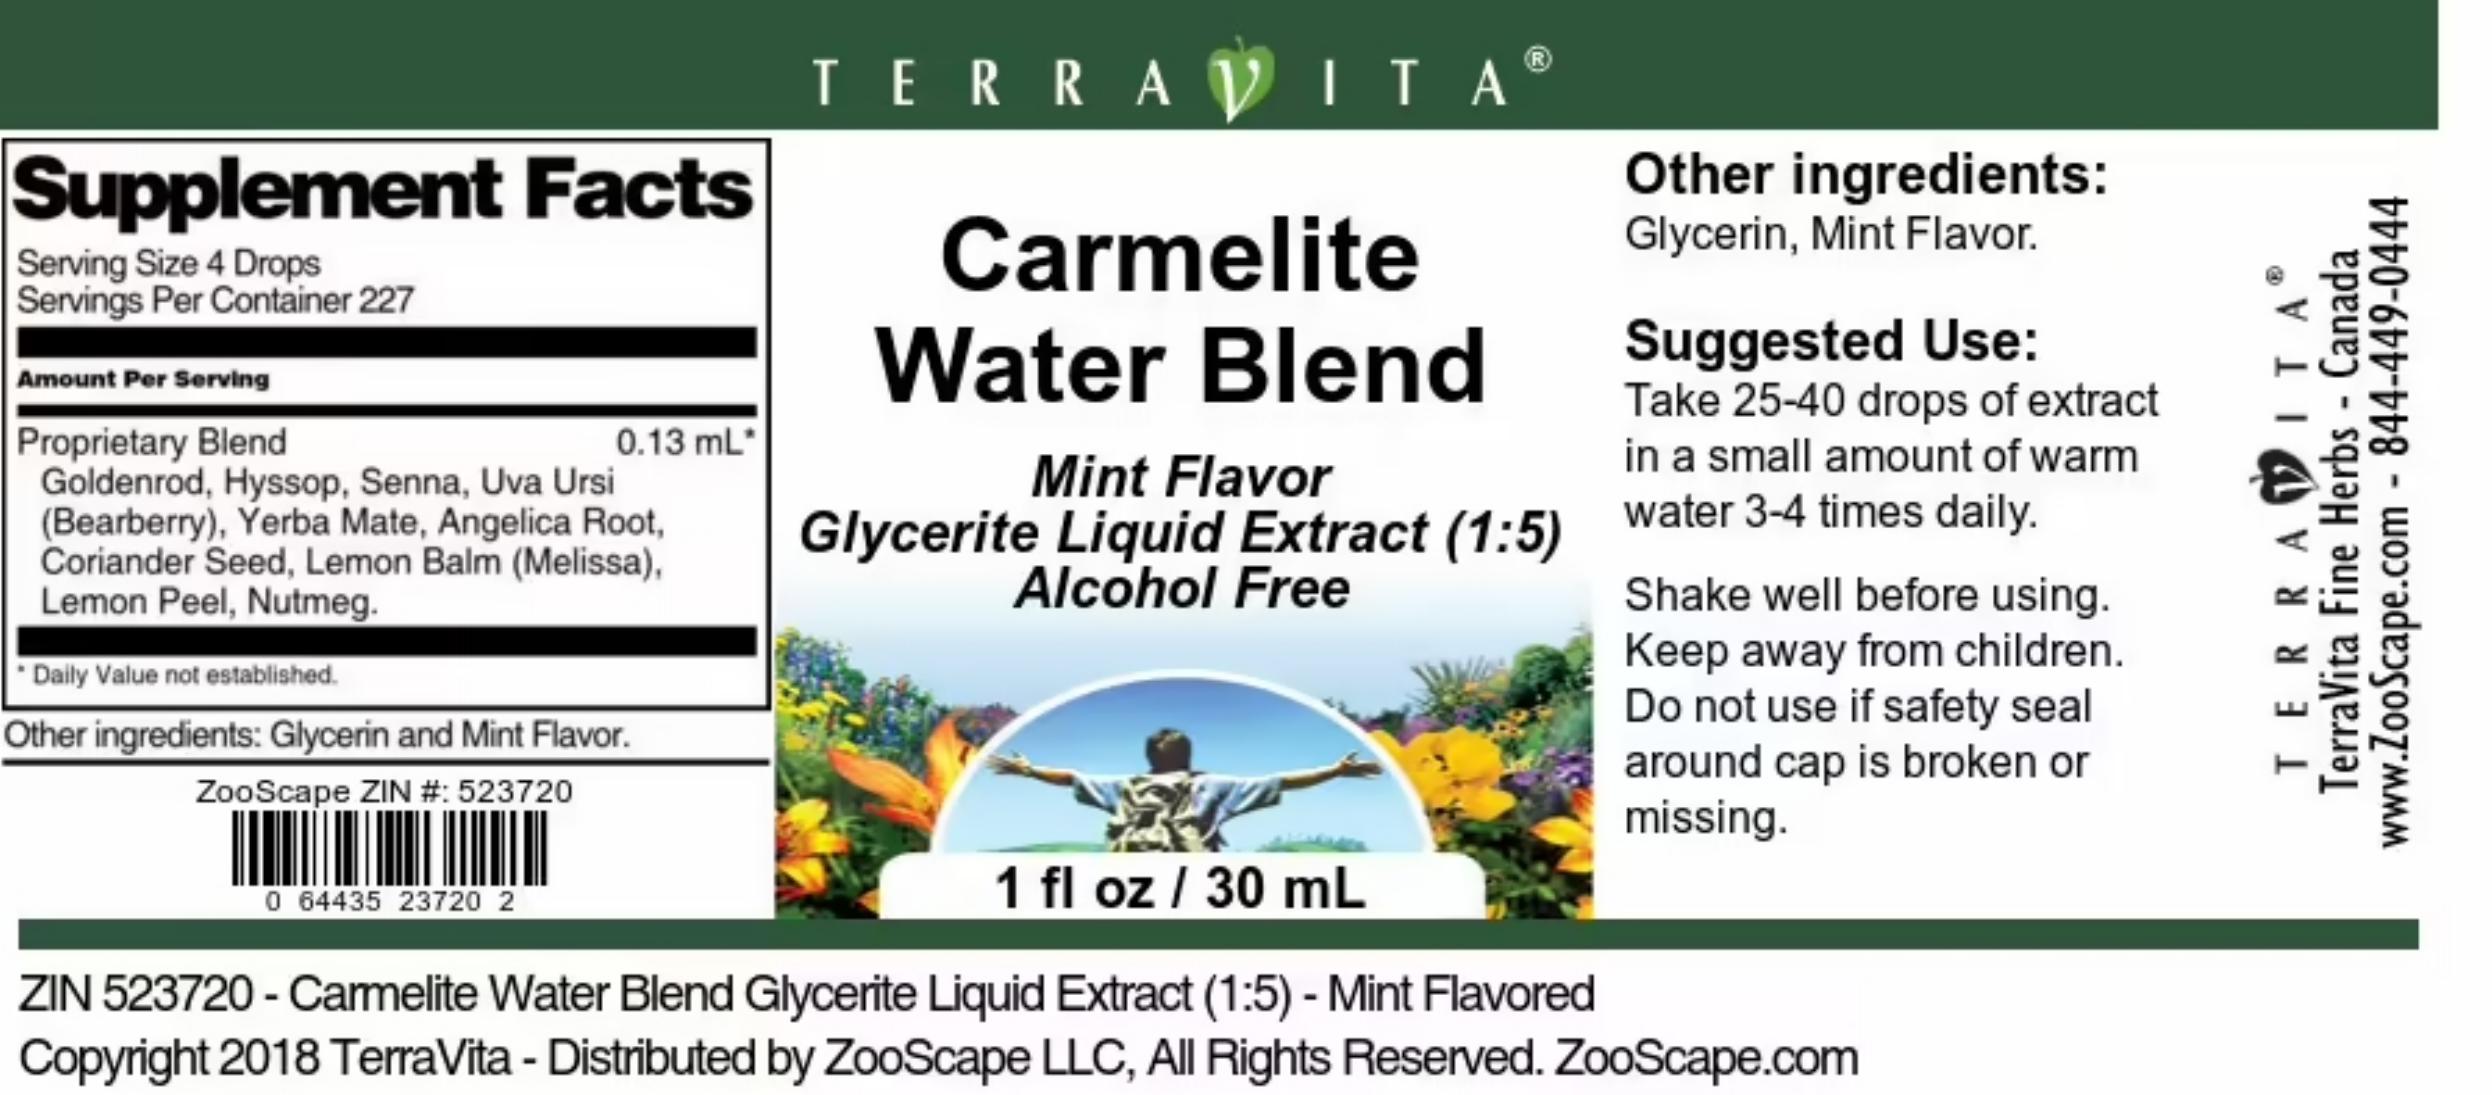 TERRAVITA®
Supplement Facts
Serving Size 4 Drops
Servings Per Container 227
Amount Per Serving
Proprietary Blend 0.13 mL*
Goldenrod, Hyssop, Senna, Uva Ursi
(Bearberry), Yerba Mate, Angelica Root,
Coriander Seed, Lemon Balm (Melissa),
Lemon Peel, Nutmeg.
* Daily Value not established.
Other ingredients: Glycerin and Mint Flavor.
ZooScape ZIN #: 523720
0 64435 23720 2
Carmelite
Water Blend
Mint Flavor
Glycerite Liquid Extract (1:5)
Alcohol Free
1 fl oz / 30 mL
Other ingredients:
Glycerin, Mint Flavor.
Suggested Use:
Take 25-40 drops of extract
in a small amount of warm
water 3-4 times daily.
Shake well before using.
Keep away from children.
Do not use if safety seal
around cap is broken or
missing.
TERRAVITA®
TerraVita Fine Herbs - Canada
www.ZooScape.com - 844-449-0444
ZIN 523720 - Carmelite Water Blend Glycerite Liquid Extract (1:5) - Mint Flavored
Copyright 2018 TerraVita - Distributed by ZooScape LLC, All Rights Reserved. ZooScape.com